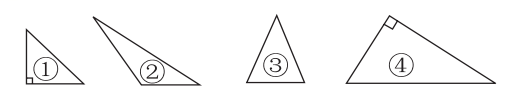 ① ② ③ ④